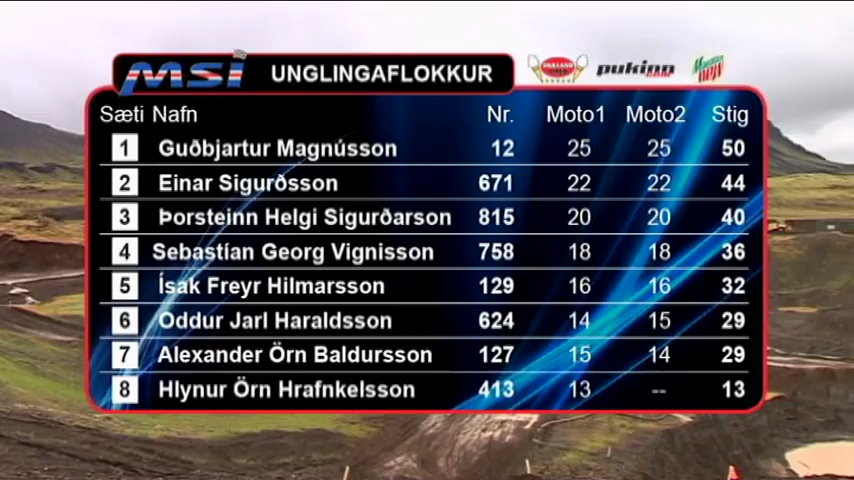 MSI UNGLINGAFLOKKUR pukinn.com
Sæti Nafn Nr. Moto1 Moto2 Stig
1 Guðbjartur Magnússon 12 25 25 50
2 Einar Sigurðsson 671 22 22 44
3 Þorsteinn Helgi Sigurðarson 815 20 20 40
4 Sebastían Georg Vignisson 758 18 18 36
5 Ísak Freyr Hilmarsson 129 16 16 32
6 Oddur Jarl Haraldsson 624 14 15 29
7 Alexander Örn Baldursson 127 15 14 29
8 Hlynur Örn Hrafnkelsson 413 13 -- 13